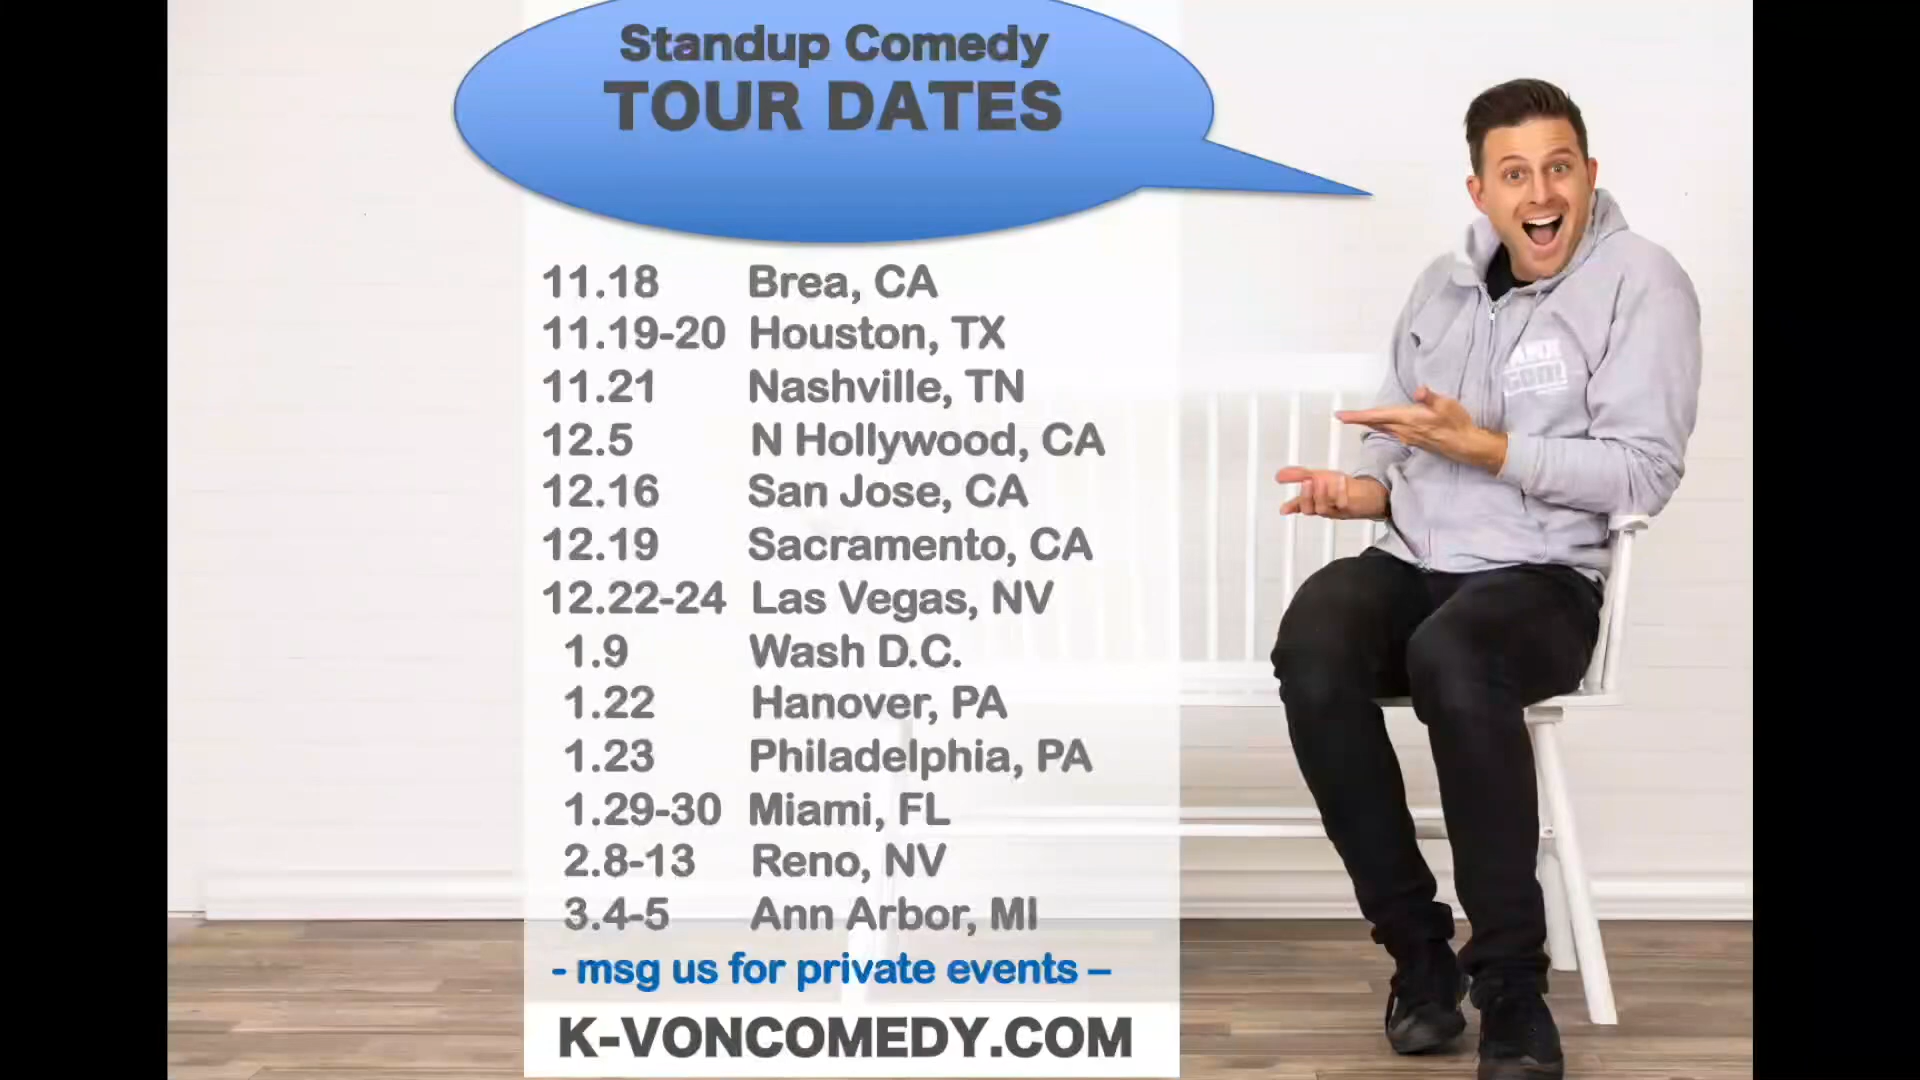 Standup Comedy
TOUR DATES
11.18 Brea, CA
11.19-20 Houston, TX
11.21 Nashville, TN
12.5 N Hollywood, CA
12.16 San Jose, CA
12.19 Sacramento, CA
12.22-24 Las Vegas, NV
1.9 Wash D.C.
1.22 Hanover, PA
1.23 Philadelphia, PA
1.29-30 Miami, FL
2.8-13 Reno, NV
3.4-5 Ann Arbor, MI
- msg us for private events –
K-VONCOMEDY.COM